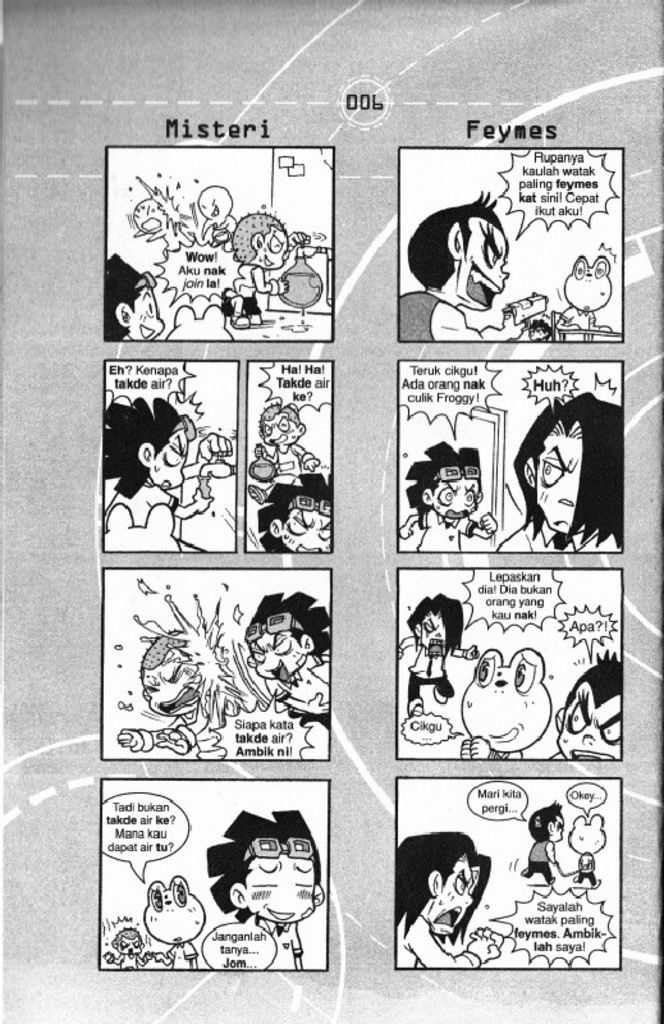 006
Misteri
Wow!
Aku nak
join la!
Eh? Kenapa
takde air?
Ha! Ha!
Takde air
ke?
Siapa kata
takde air?
Ambik ni!
Tadi bukan
takde air ke?
Mana kau
dapat air tu?
Janganlah
tanya...
Jom...
Feymes
Rupanya
kaulah watak
paling feymes
kat sini! Cepat
ikut aku!
Teruk cikgu!
Ada orang nak
culik Froggy!
Huh?
Lepaskan
dia! Dia bukan
orang yang
kau nak!
Apa?!
Cikgu
...
Mari kita
pergi...
Okey...
Sayalah
watak paling
feymes. Ambik-
lah saya!